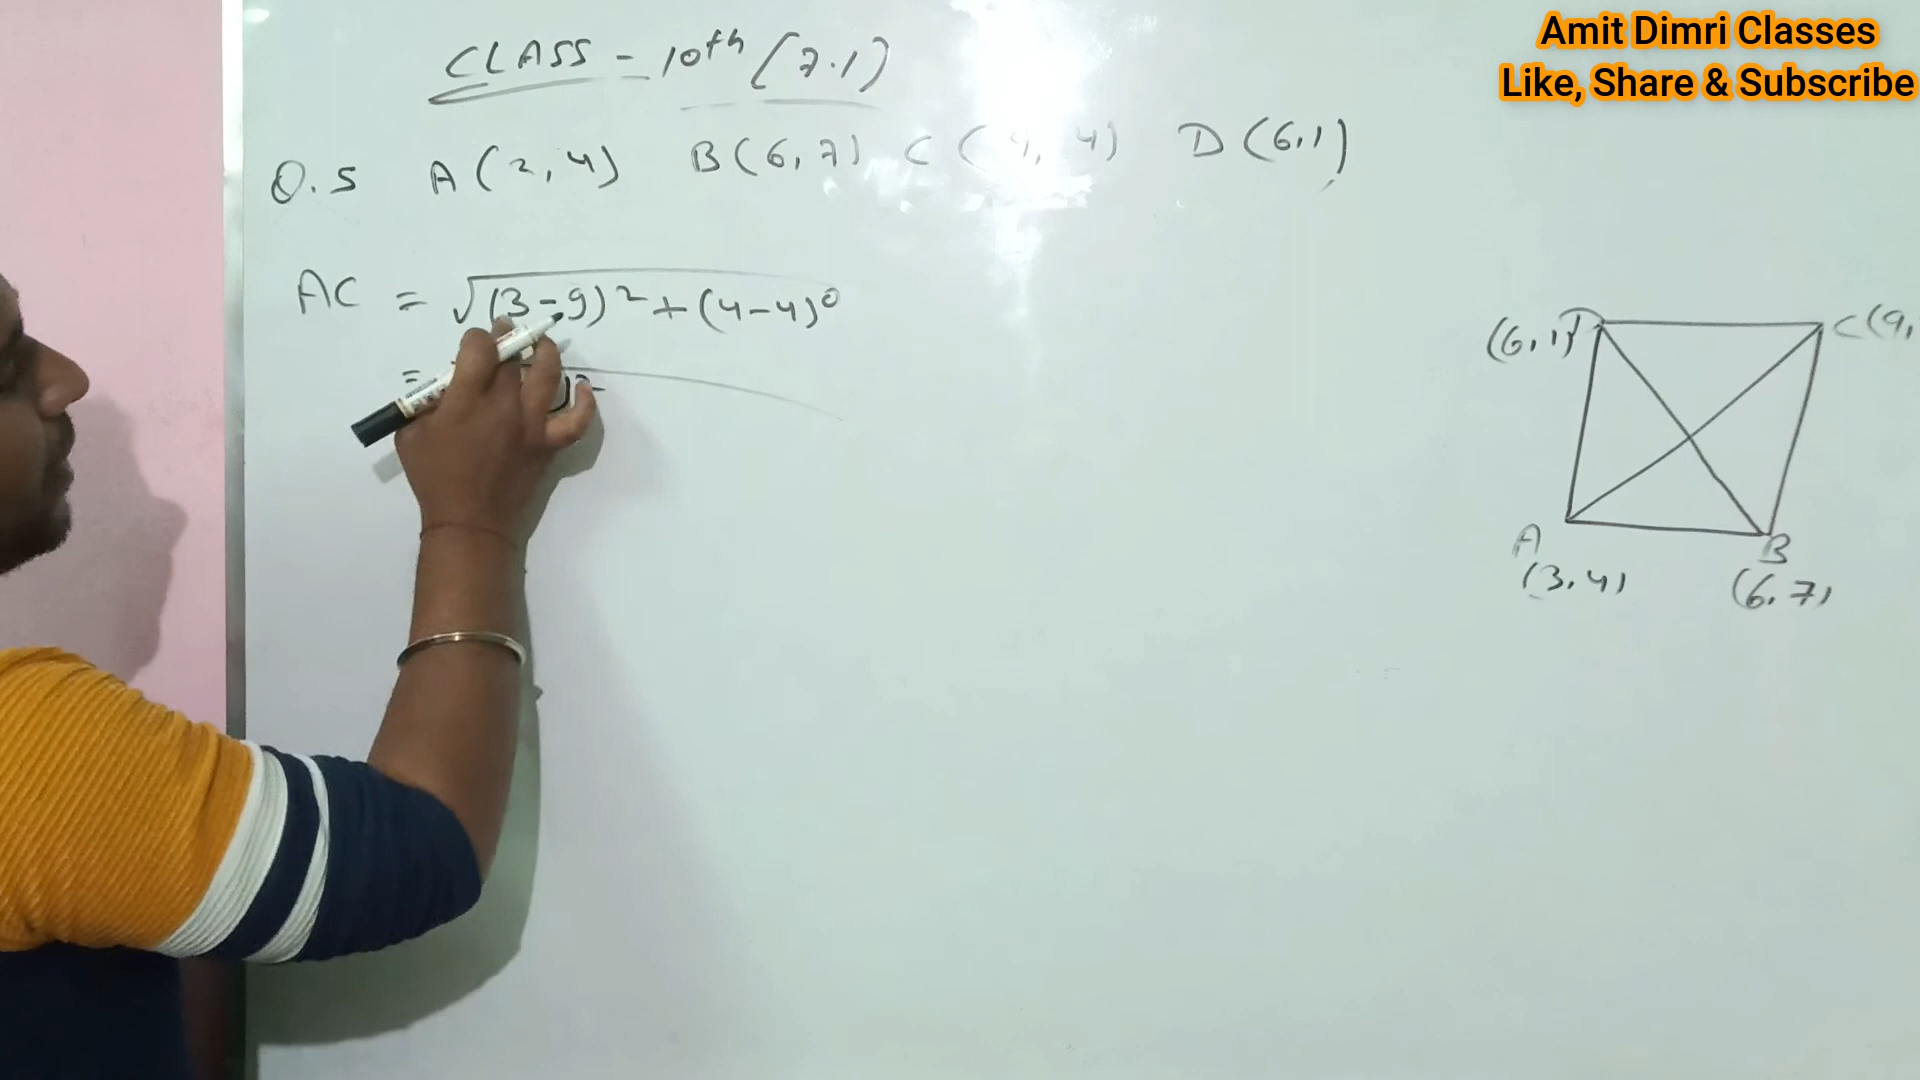 Amit Dimri Classes
Like, Share & Subscribe
CLASS - 10th (7.1)
Q.5 A(3,4) B(6,7) C(9,4) D(6,1)
AC = √(3-9)² + (4-4)⁰
=
(6,1) D
C(9,
A
(3,4)
B
(6,7)